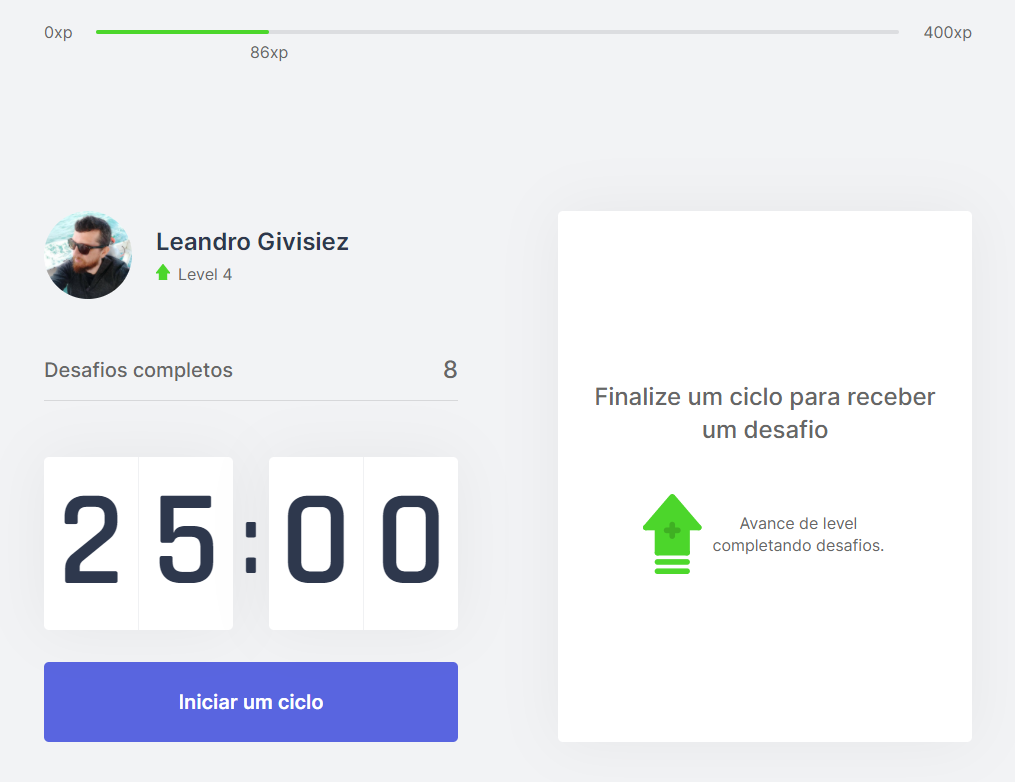 0xp
400xp
86xp
Leandro Givisiez
Level 4
Desafios completos
8
25:00
Iniciar um ciclo
Finalize um ciclo para receber
um desafio
Avance de level
completando desafios.